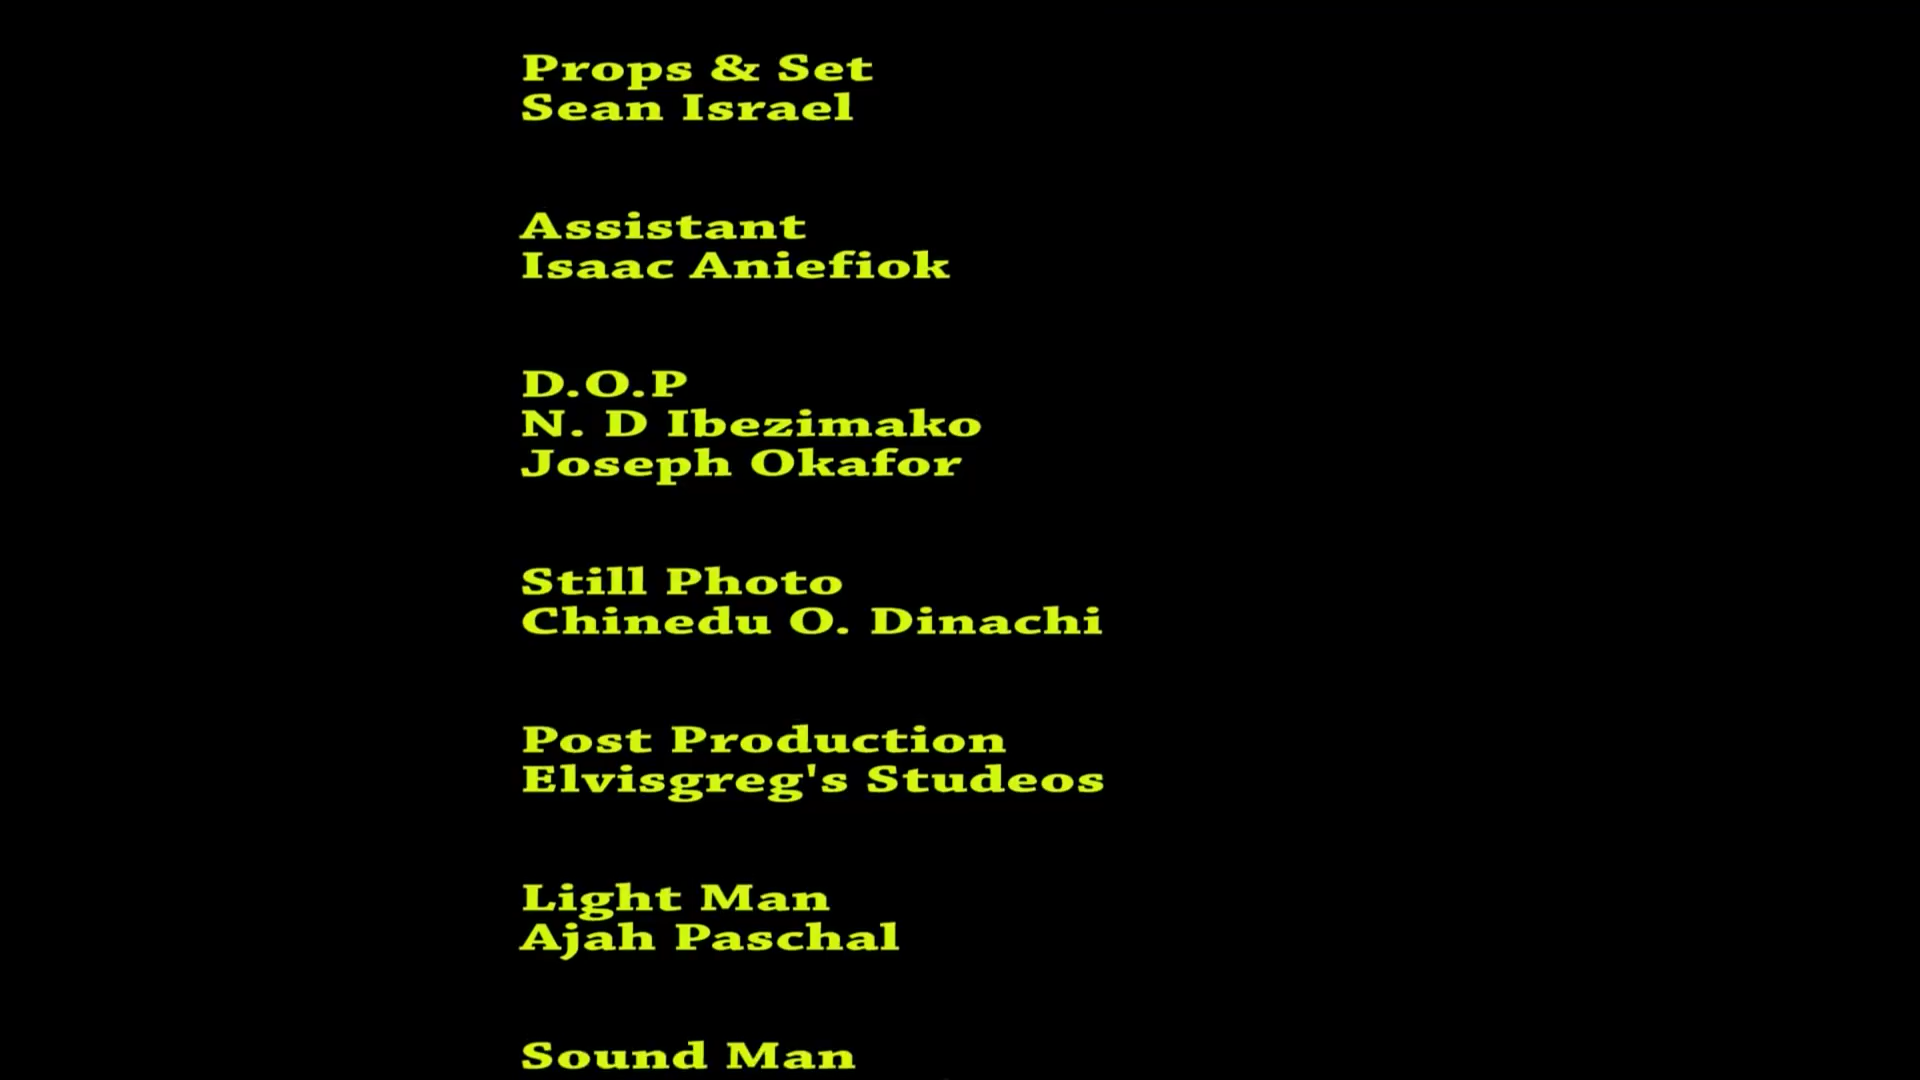 Props & Set
Sean Israel
Assistant
Isaac Aniefiok
D.O.P
N. D Ibezimako
Joseph Okafor
Still Photo
Chinedu O. Dinachi
Post Production
Elvisgreg's Studeos
Light Man
Ajah Paschal
Sound Man